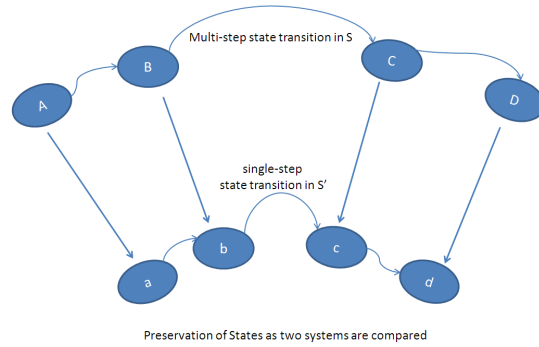 Multi-step state transition in S
B
C
A
D
single-step
state transition in S'
b
c
a
d
Preservation of States as two systems are compared